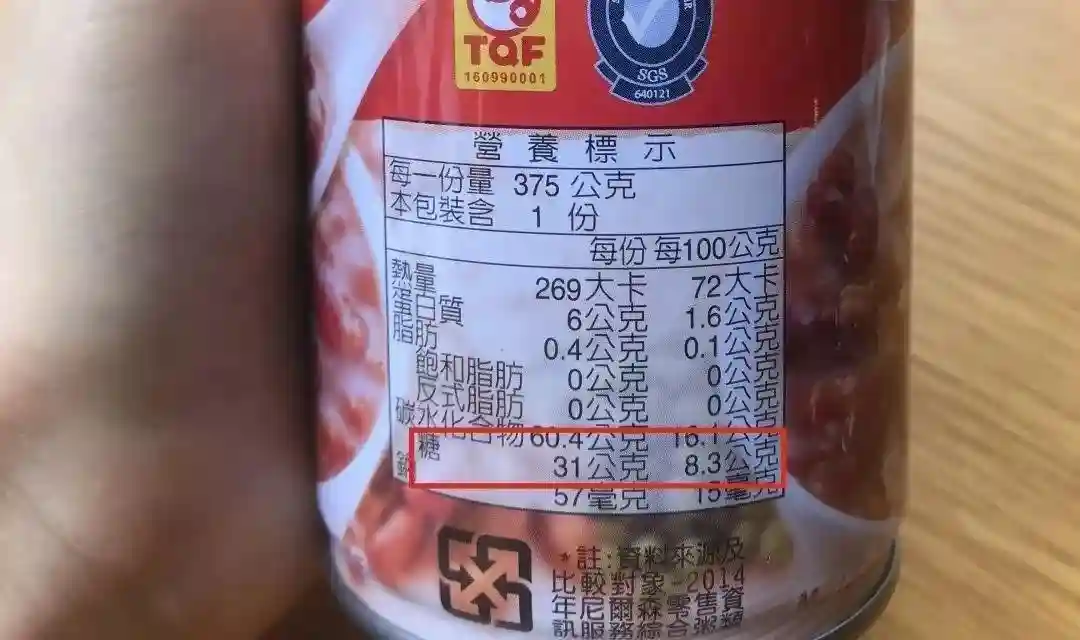 TQF
160990001
SGS
640121
營養標示
每一份量 375 公克
本包裝含 1 份
每份 每100公克
熱量 269大卡 72大卡
蛋白質 6公克 1.6公克
脂肪 0.4公克 0.1公克
飽和脂肪 0公克 0公克
反式脂肪 0公克 0公克
碳水化合物 60.4公克 16.1公克
糖 31公克 8.3公克
鈉 57毫克 15毫克
*註:資料來源及
比較對象-2014
年尼爾森零售資
訊服務綜合粥類